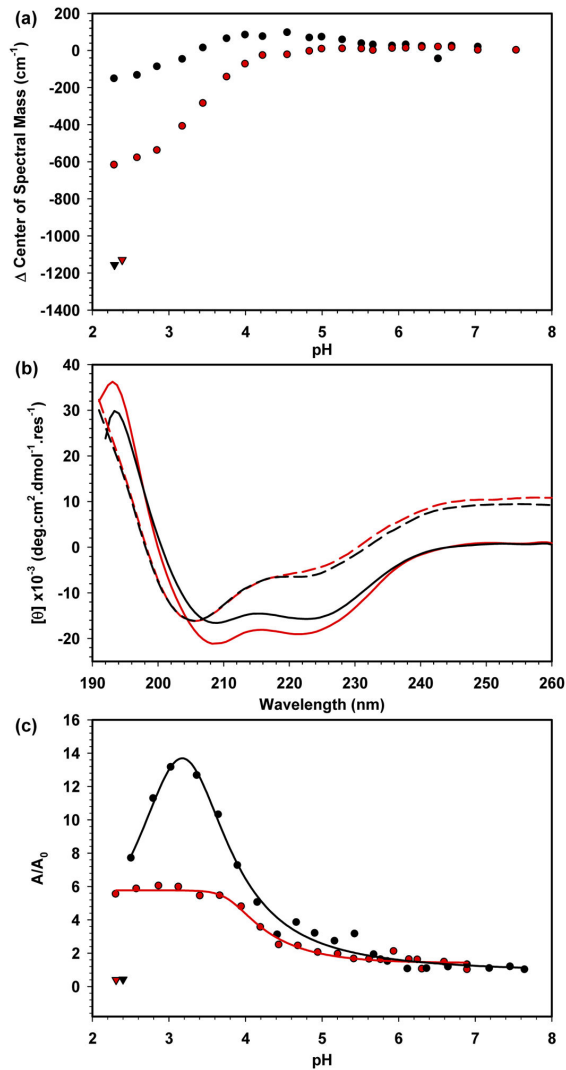 (a)
Δ Center of Spectral Mass (cm⁻¹)
200
0
-200
-400
-600
-800
-1000
-1200
-1400
2 3 4 5 6 7 8
pH
(b)
[θ] x10⁻³ (deg.cm².dmol⁻¹.res⁻¹)
40
30
20
10
0
-10
-20
190 200 210 220 230 240 250 260
Wavelength (nm)
(c)
A/A₀
16
14
12
10
8
6
4
2
0
2 3 4 5 6 7 8
pH